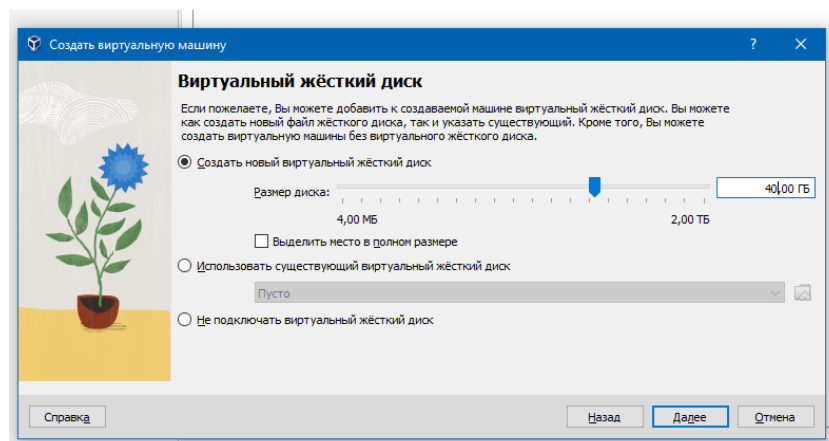 Создать виртуальную машину
Виртуальный жёсткий диск
Если пожелаете, Вы можете добавить к создаваемой машине виртуальный жёсткий диск. Вы можете
как создать новый файл жёсткого диска, так и указать существующий. Кроме того, Вы можете
создать виртуальную машины без виртуального жёсткого диска.
Создать новый виртуальный жёсткий диск
Размер диска: 40,00 ГБ
4,00 МБ 2,00 ТБ
Выделить место в полном размере
Использовать существующий виртуальный жёсткий диск
Пусто
Не подключать виртуальный жёсткий диск
Справка Назад Далее Отмена